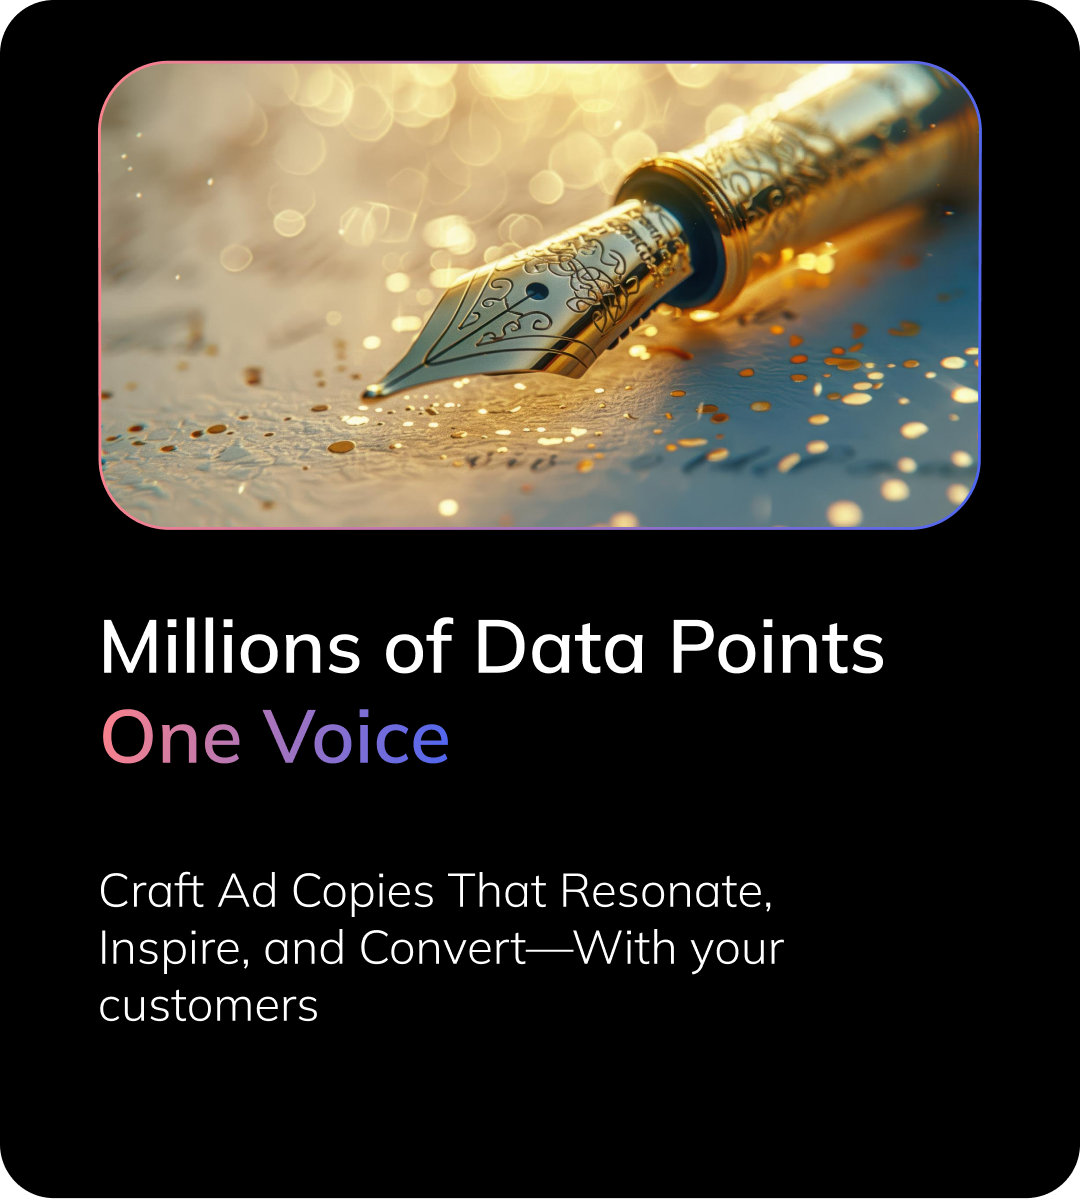 Millions of Data Points
One Voice
Craft Ad Copies That Resonate,
Inspire, and Convert—With your
customers